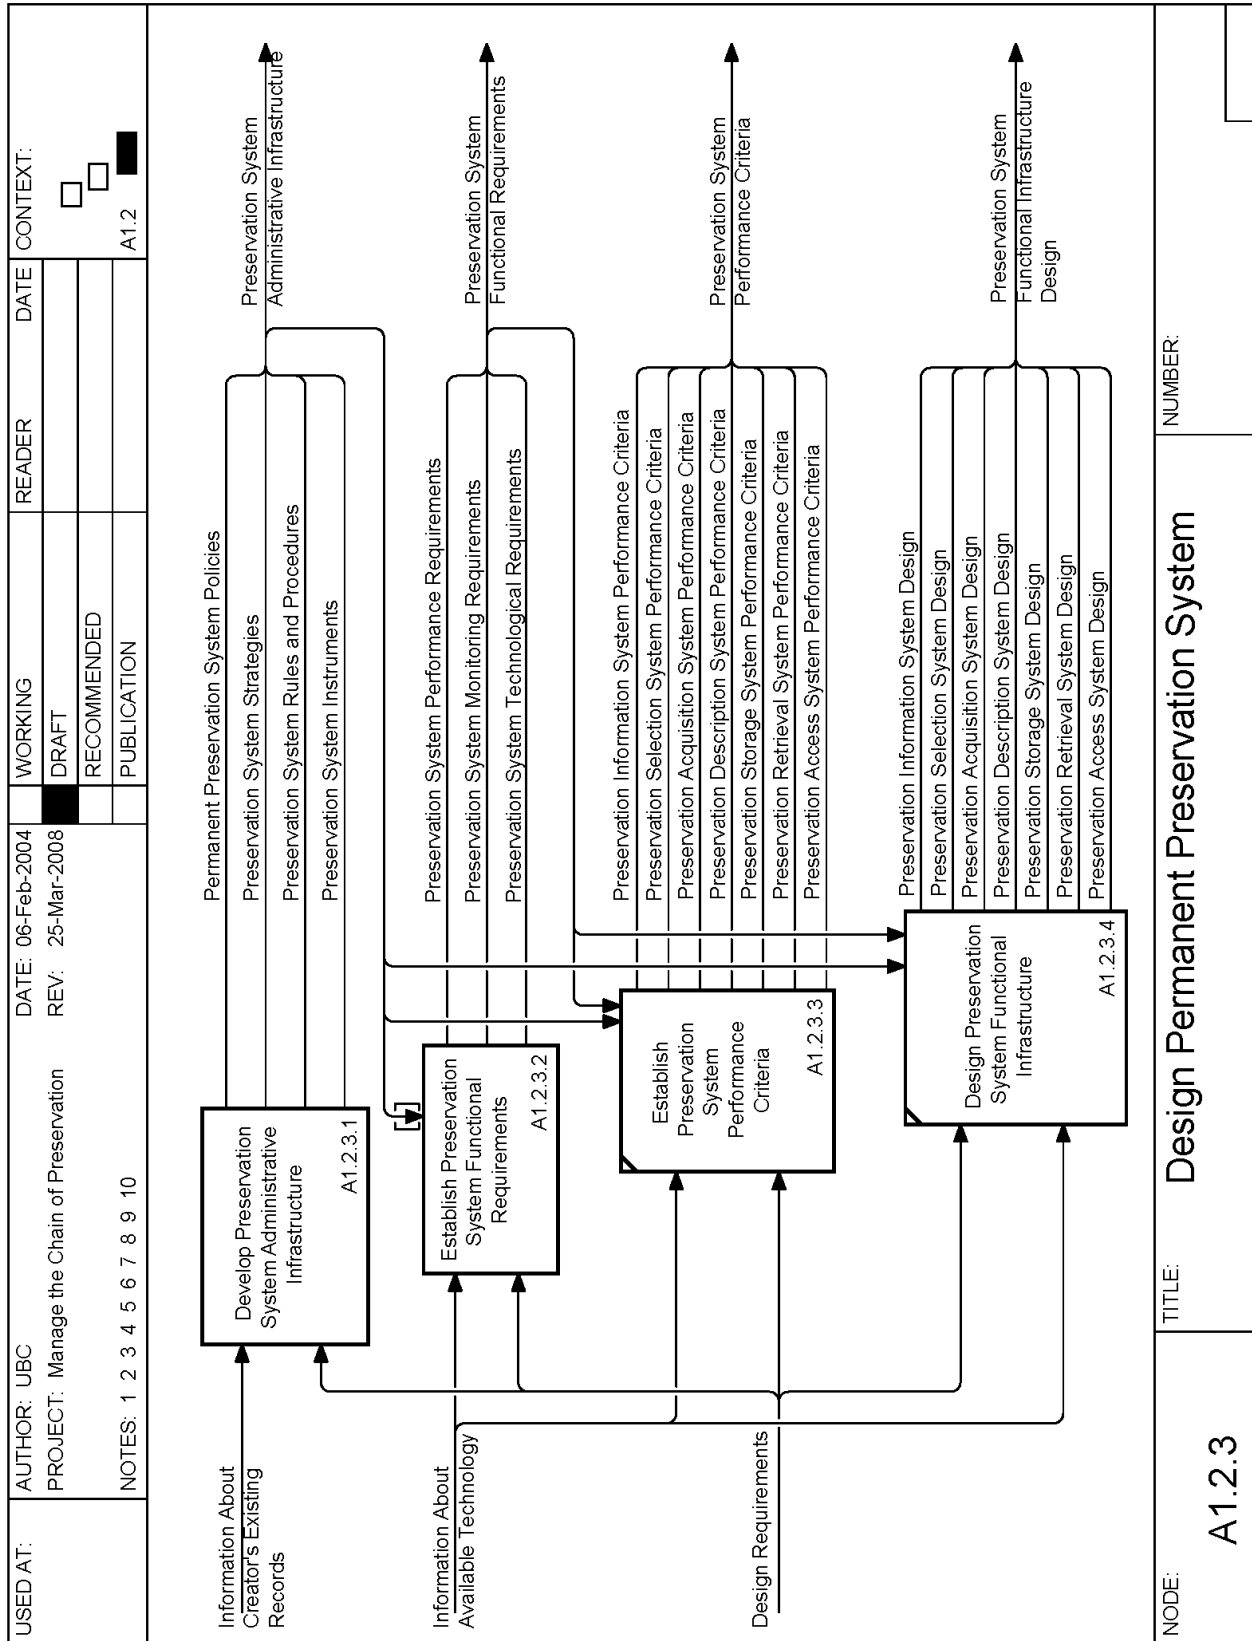 USED AT:
AUTHOR: UBC
DATE: 06-Feb-2004
WORKING
READER
DATE
CONTEXT:
PROJECT: Manage the Chain of Preservation
REV: 25-Mar-2008
DRAFT
RECOMMENDED
NOTES: 1 2 3 4 5 6 7 8 9 10
PUBLICATION
A1.2
Information About
Creator's Existing
Records
Information About
Available Technology
Design Requirements
Develop Preservation
System Administrative
Infrastructure
A1.2.3.1
Permanent Preservation System Policies
Preservation System Strategies
Preservation System Rules and Procedures
Preservation System Instruments
Preservation System
Administrative Infrastructure
Establish Preservation
System Functional
Requirements
A1.2.3.2
Preservation System Performance Requirements
Preservation System Monitoring Requirements
Preservation System Technological Requirements
Preservation System
Functional Requirements
Establish
Preservation
System
Performance
Criteria
A1.2.3.3
Preservation Information System Performance Criteria
Preservation Selection System Performance Criteria
Preservation Acquisition System Performance Criteria
Preservation Description System Performance Criteria
Preservation Storage System Performance Criteria
Preservation Retrieval System Performance Criteria
Preservation Access System Performance Criteria
Preservation System
Performance Criteria
Design Preservation
System Functional
Infrastructure
A1.2.3.4
Preservation Information System Design
Preservation Selection System Design
Preservation Acquisition System Design
Preservation Description System Design
Preservation Storage System Design
Preservation Retrieval System Design
Preservation Access System Design
Preservation System
Functional Infrastructure
Design
NODE:
A1.2.3
TITLE:
Design Permanent Preservation System
NUMBER: